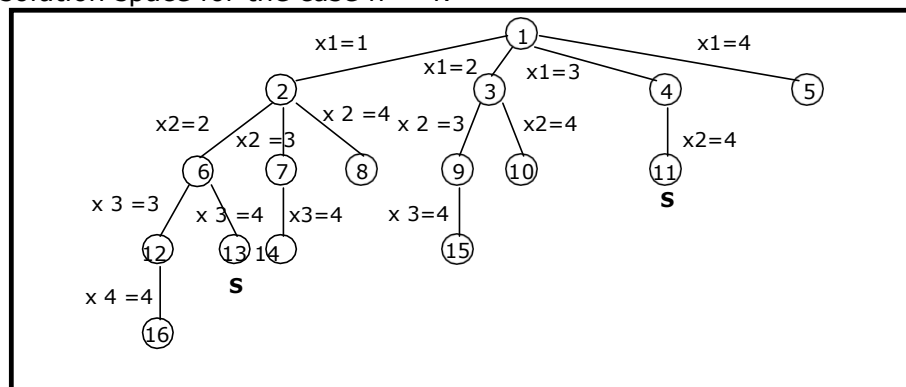 solution space for the case n = 4.
1
x1=1
x1=2
x1=3
x1=4
2
3
4
5
x2=2
x2 =3
x 2 =4
x 2 =3
x2=4
x2=4
6
7
8
9
10
11
S
x 3 =3
x 3 =4
x3=4
x 3=4
12
13
14
15
S
x 4 =4
16